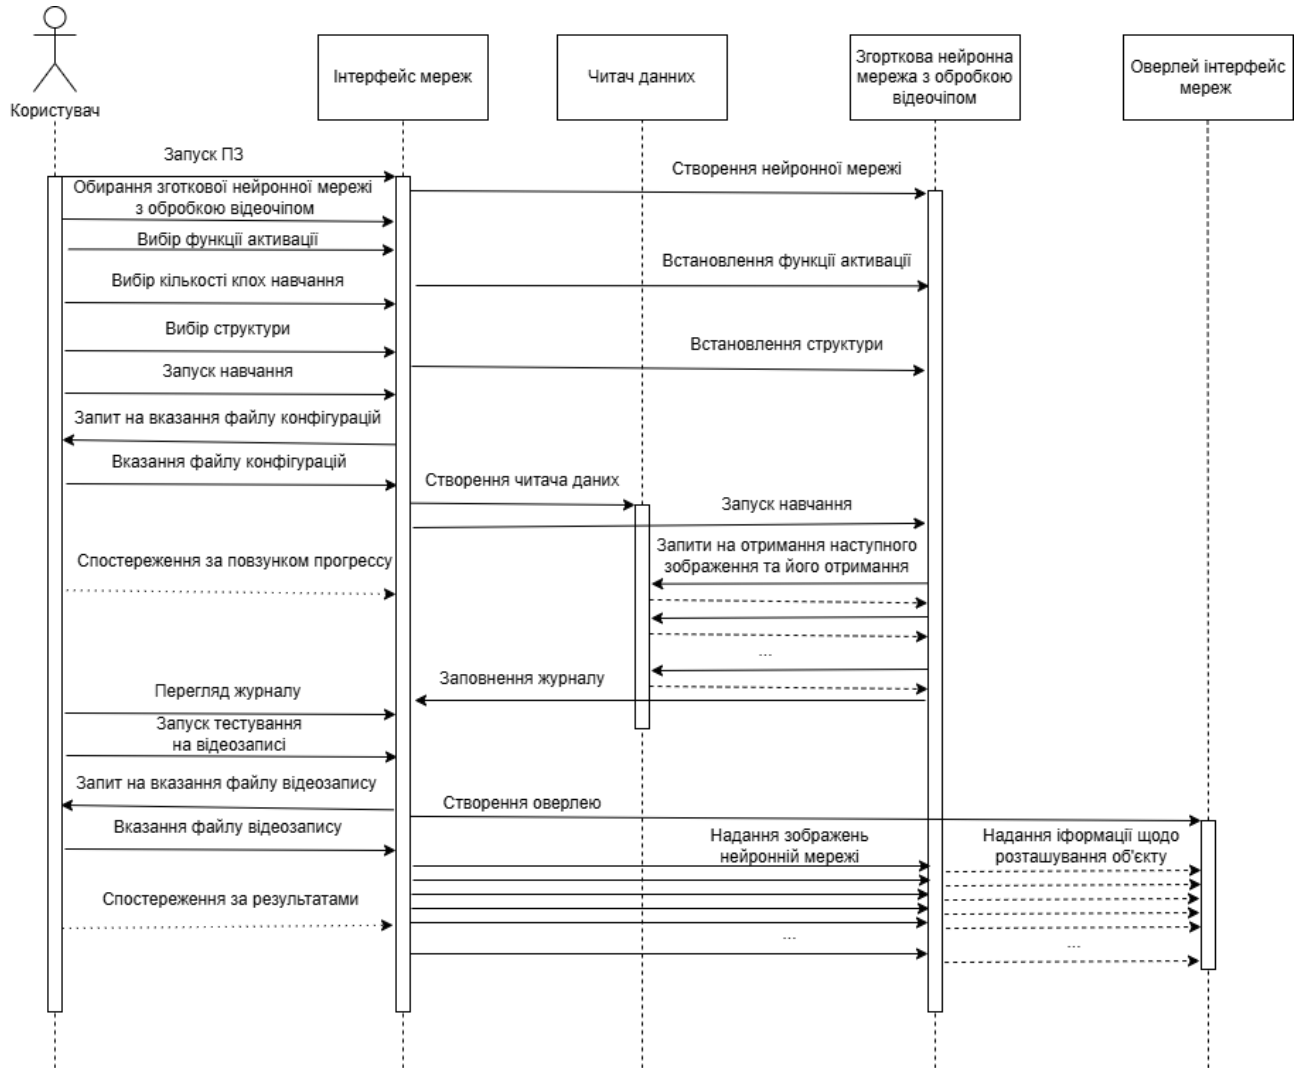 Користувач
Інтерфейс мереж
Читач данних
Згорткова нейронна
мережа з обробкою
відеочіпом
Оверлей інтерфейс
мереж
Запуск ПЗ
Створення нейронної мережі
Обирання зготкової нейронної мережі
з обробкою відеочіпом
Вибір функції активації
Встановлення функції активації
Вибір кількості клох навчання
Вибір структури
Встановлення структури
Запуск навчання
Запит на вказання файлу конфігурацій
Вказання файлу конфігурацій
Створення читача даних
Запуск навчання
Запити на отримання наступного
зображення та його отримання
Спостереження за повзунком прогрессу
...
Заповнення журналу
Перегляд журналу
Запуск тестування
на відеозаписі
Запит на вказання файлу відеозапису
Створення оверлею
Вказання файлу відеозапису
Надання зображень
нейронній мережі
Надання іформації щодо
розташування об'єкту
Спостереження за результатами
...
...